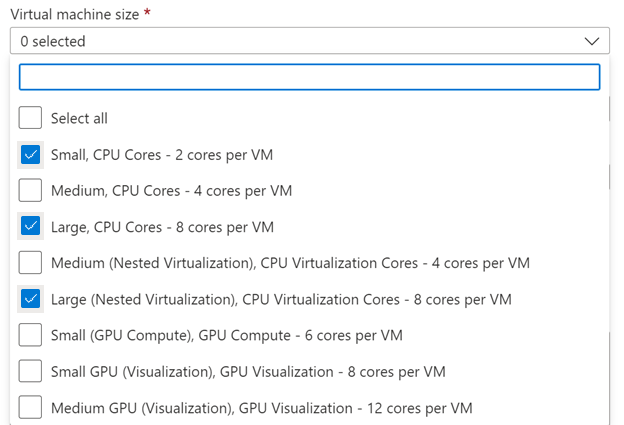 Virtual machine size *
0 selected
Select all
Small, CPU Cores - 2 cores per VM
Medium, CPU Cores - 4 cores per VM
Large, CPU Cores - 8 cores per VM
Medium (Nested Virtualization), CPU Virtualization Cores - 4 cores per VM
Large (Nested Virtualization), CPU Virtualization Cores - 8 cores per VM
Small (GPU Compute), GPU Compute - 6 cores per VM
Small GPU (Visualization), GPU Visualization - 8 cores per VM
Medium GPU (Visualization), GPU Visualization - 12 cores per VM